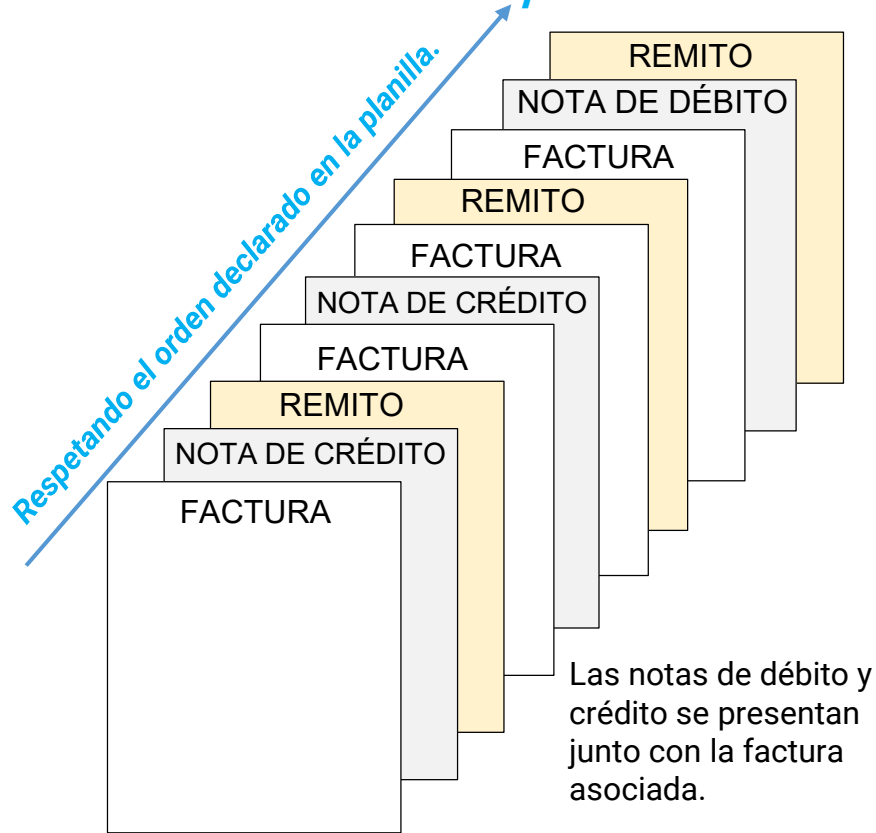 Respetando el orden declarado en la planilla.
REMITO
NOTA DE DÉBITO
FACTURA
REMITO
FACTURA
NOTA DE CRÉDITO
FACTURA
REMITO
NOTA DE CRÉDITO
FACTURA
Las notas de débito y
crédito se presentan
junto con la factura
asociada.